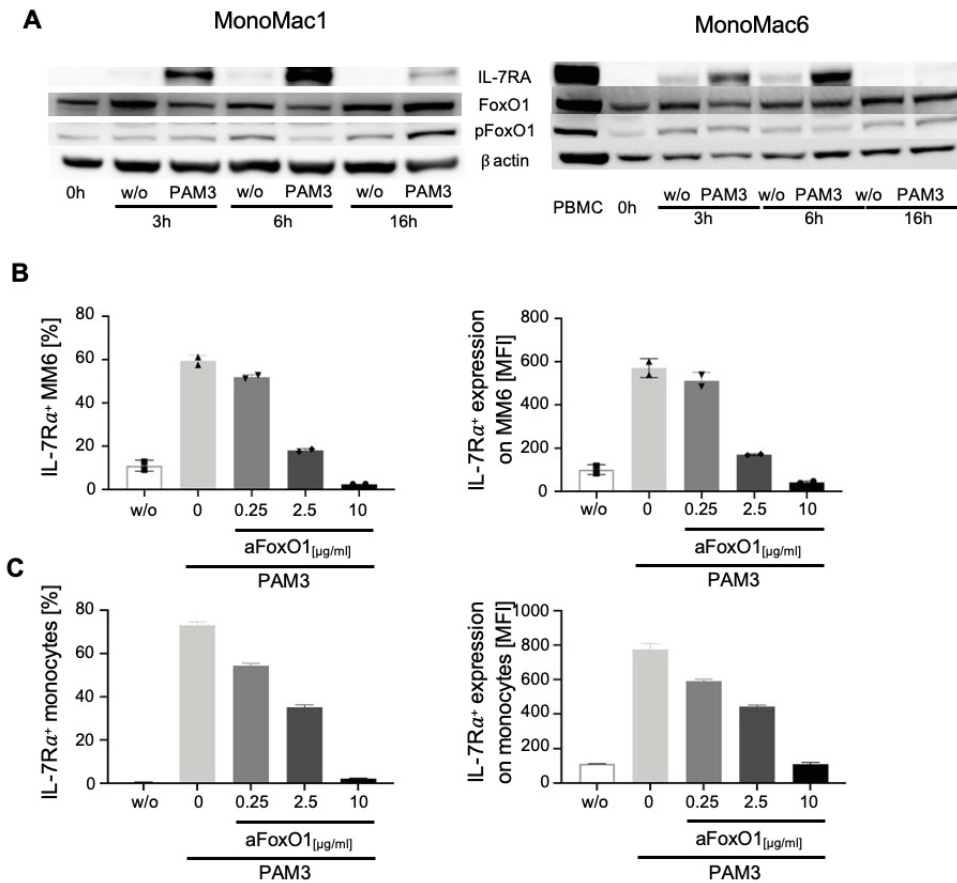 A
MonoMac1
MonoMac6
IL-7RA
FoxO1
pFoxO1
β actin
0h w/o PAM3 w/o PAM3 w/o PAM3
3h 6h 16h
PBMC 0h w/o PAM3 w/o PAM3 w/o PAM3
3h 6h 16h
B
IL-7Rα+ MM6 [%]
80
60
40
20
0
w/o 0 0.25 2.5 10
aFoxO1[µg/ml]
PAM3
IL-7Rα+ expression
on MM6 [MFI]
800
600
400
200
0
w/o 0 0.25 2.5 10
aFoxO1[µg/ml]
PAM3
C
IL-7Rα+ monocytes [%]
80
60
40
20
0
w/o 0 0.25 2.5 10
aFoxO1[µg/ml]
PAM3
IL-7Rα+ expression
on monocytes [MFI]
1000
800
600
400
200
0
w/o 0 0.25 2.5 10
aFoxO1[µg/ml]
PAM3